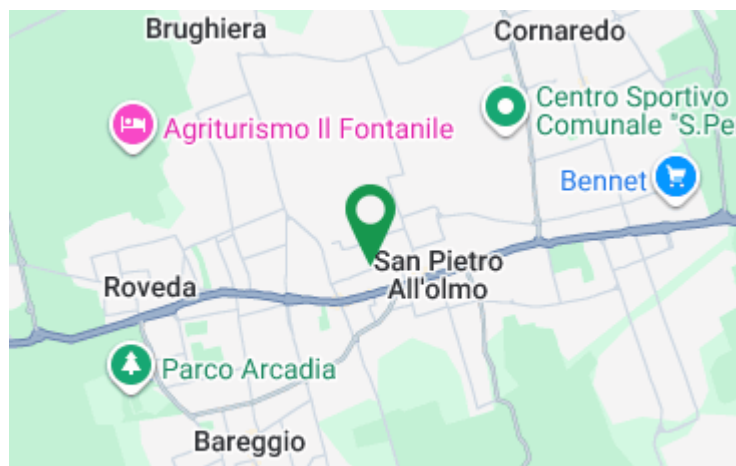 Brughiera
Cornaredo
Centro Sportivo
Comunale "S.Pe
Agriturismo Il Fontanile
Bennet
San Pietro
All'olmo
Roveda
Parco Arcadia
Bareggio